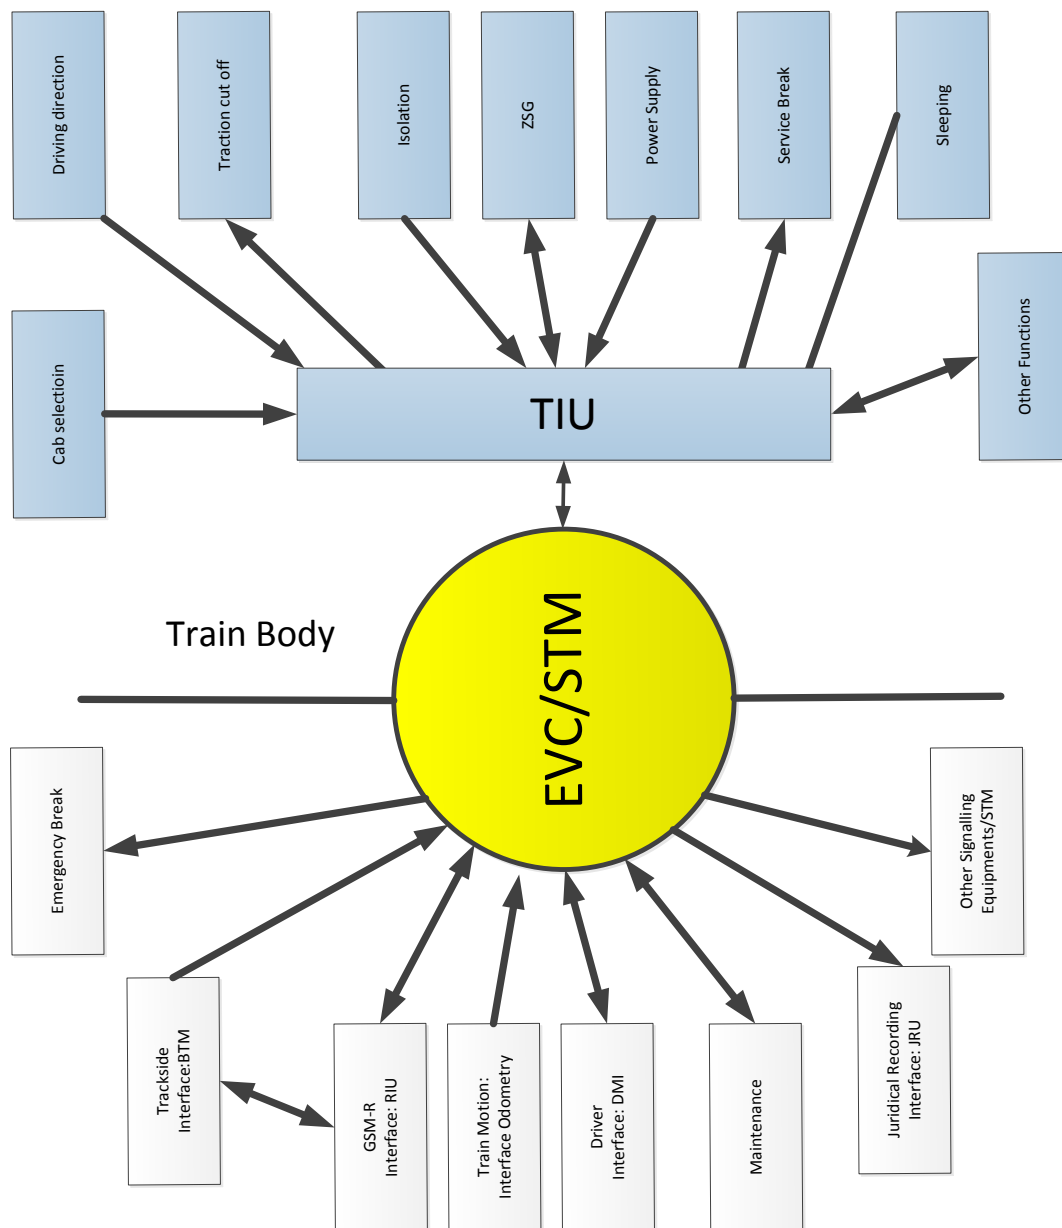 Driving direction
Traction cut off
Isolation
ZSG
Power Supply
Service Break
Sleeping
Cab selectioin
TIU
Other Functions
Train Body
EVC/STM
Emergency Break
Trackside
Interface:BTM
GSM-R
Interface: RIU
Train Motion:
Interface Odometry
Driver
Interface: DMI
Maintenance
Juridical Recording
Interface: JRU
Other Signalling
Equipments/STM